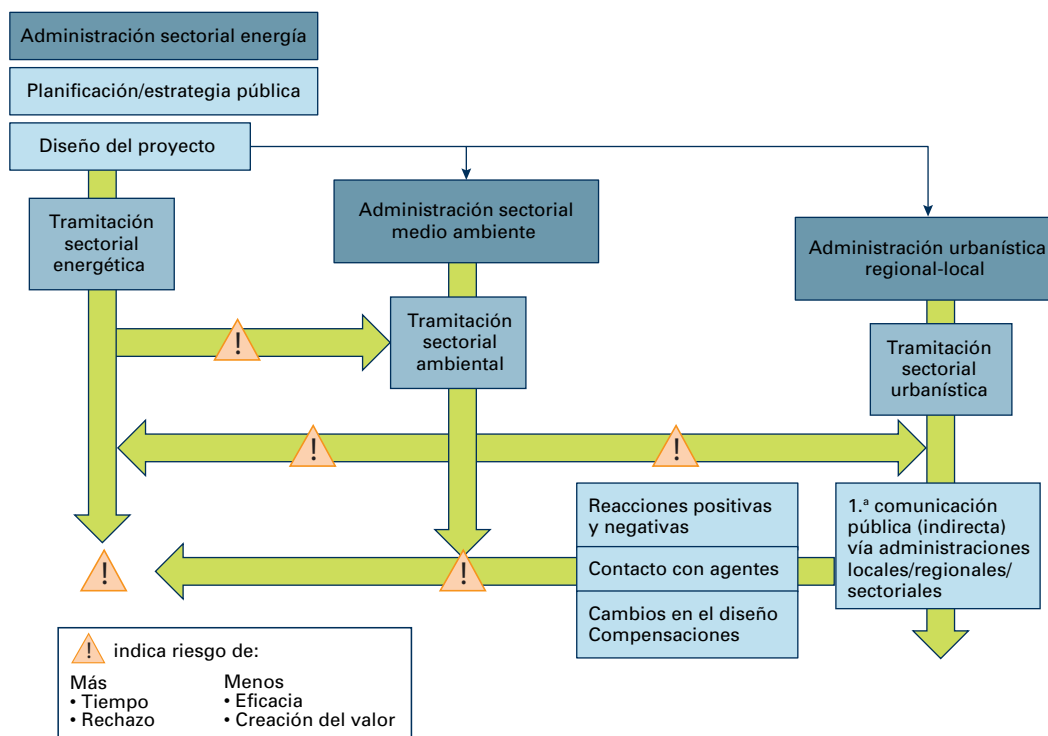 Administración sectorial energía
Planificación/estrategia pública
Diseño del proyecto
Tramitación
sectorial
energética
Administración sectorial
medio ambiente
Administración urbanística
regional-local
!
Tramitación
sectorial
ambiental
Tramitación
sectorial
urbanística
!
!
Reacciones positivas
y negativas
Contacto con agentes
Cambios en el diseño
Compensaciones
1.ª comunicación
pública (indirecta)
vía administraciones
locales/regionales/
sectoriales
!
!
! indica riesgo de:
Más
• Tiempo
• Rechazo
Menos
• Eficacia
• Creación del valor